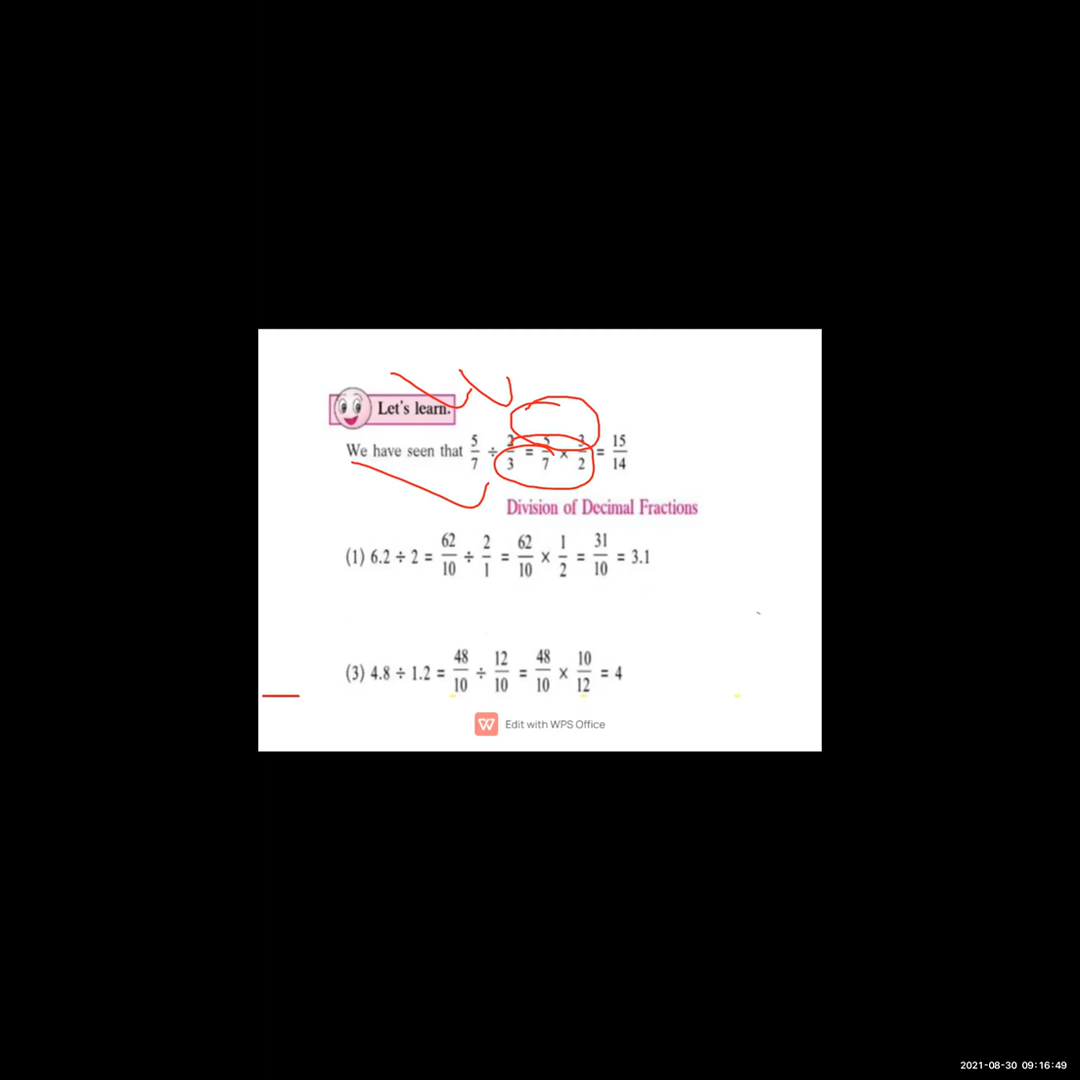 Let's learn.
We have seen that 5/7 ÷ 2/3 = 5/7 × 3/2 = 15/14
Division of Decimal Fractions
(1) 6.2 ÷ 2 = 62/10 ÷ 2/1 = 62/10 × 1/2 = 31/10 = 3.1
(3) 4.8 ÷ 1.2 = 48/10 ÷ 12/10 = 48/10 × 10/12 = 4
W Edit with WPS Office
2021-08-30 09:16:49